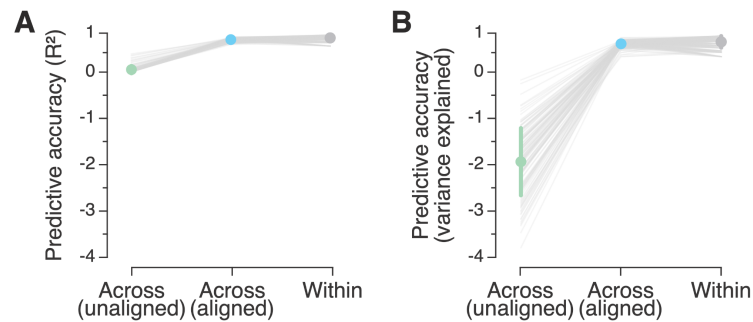 A
Predictive accuracy (R²)
1
0
-1
-2
-3
-4
Across
(unaligned)
Across
(aligned)
Within
B
Predictive accuracy
(variance explained)
1
0
-1
-2
-3
-4
Across
(unaligned)
Across
(aligned)
Within